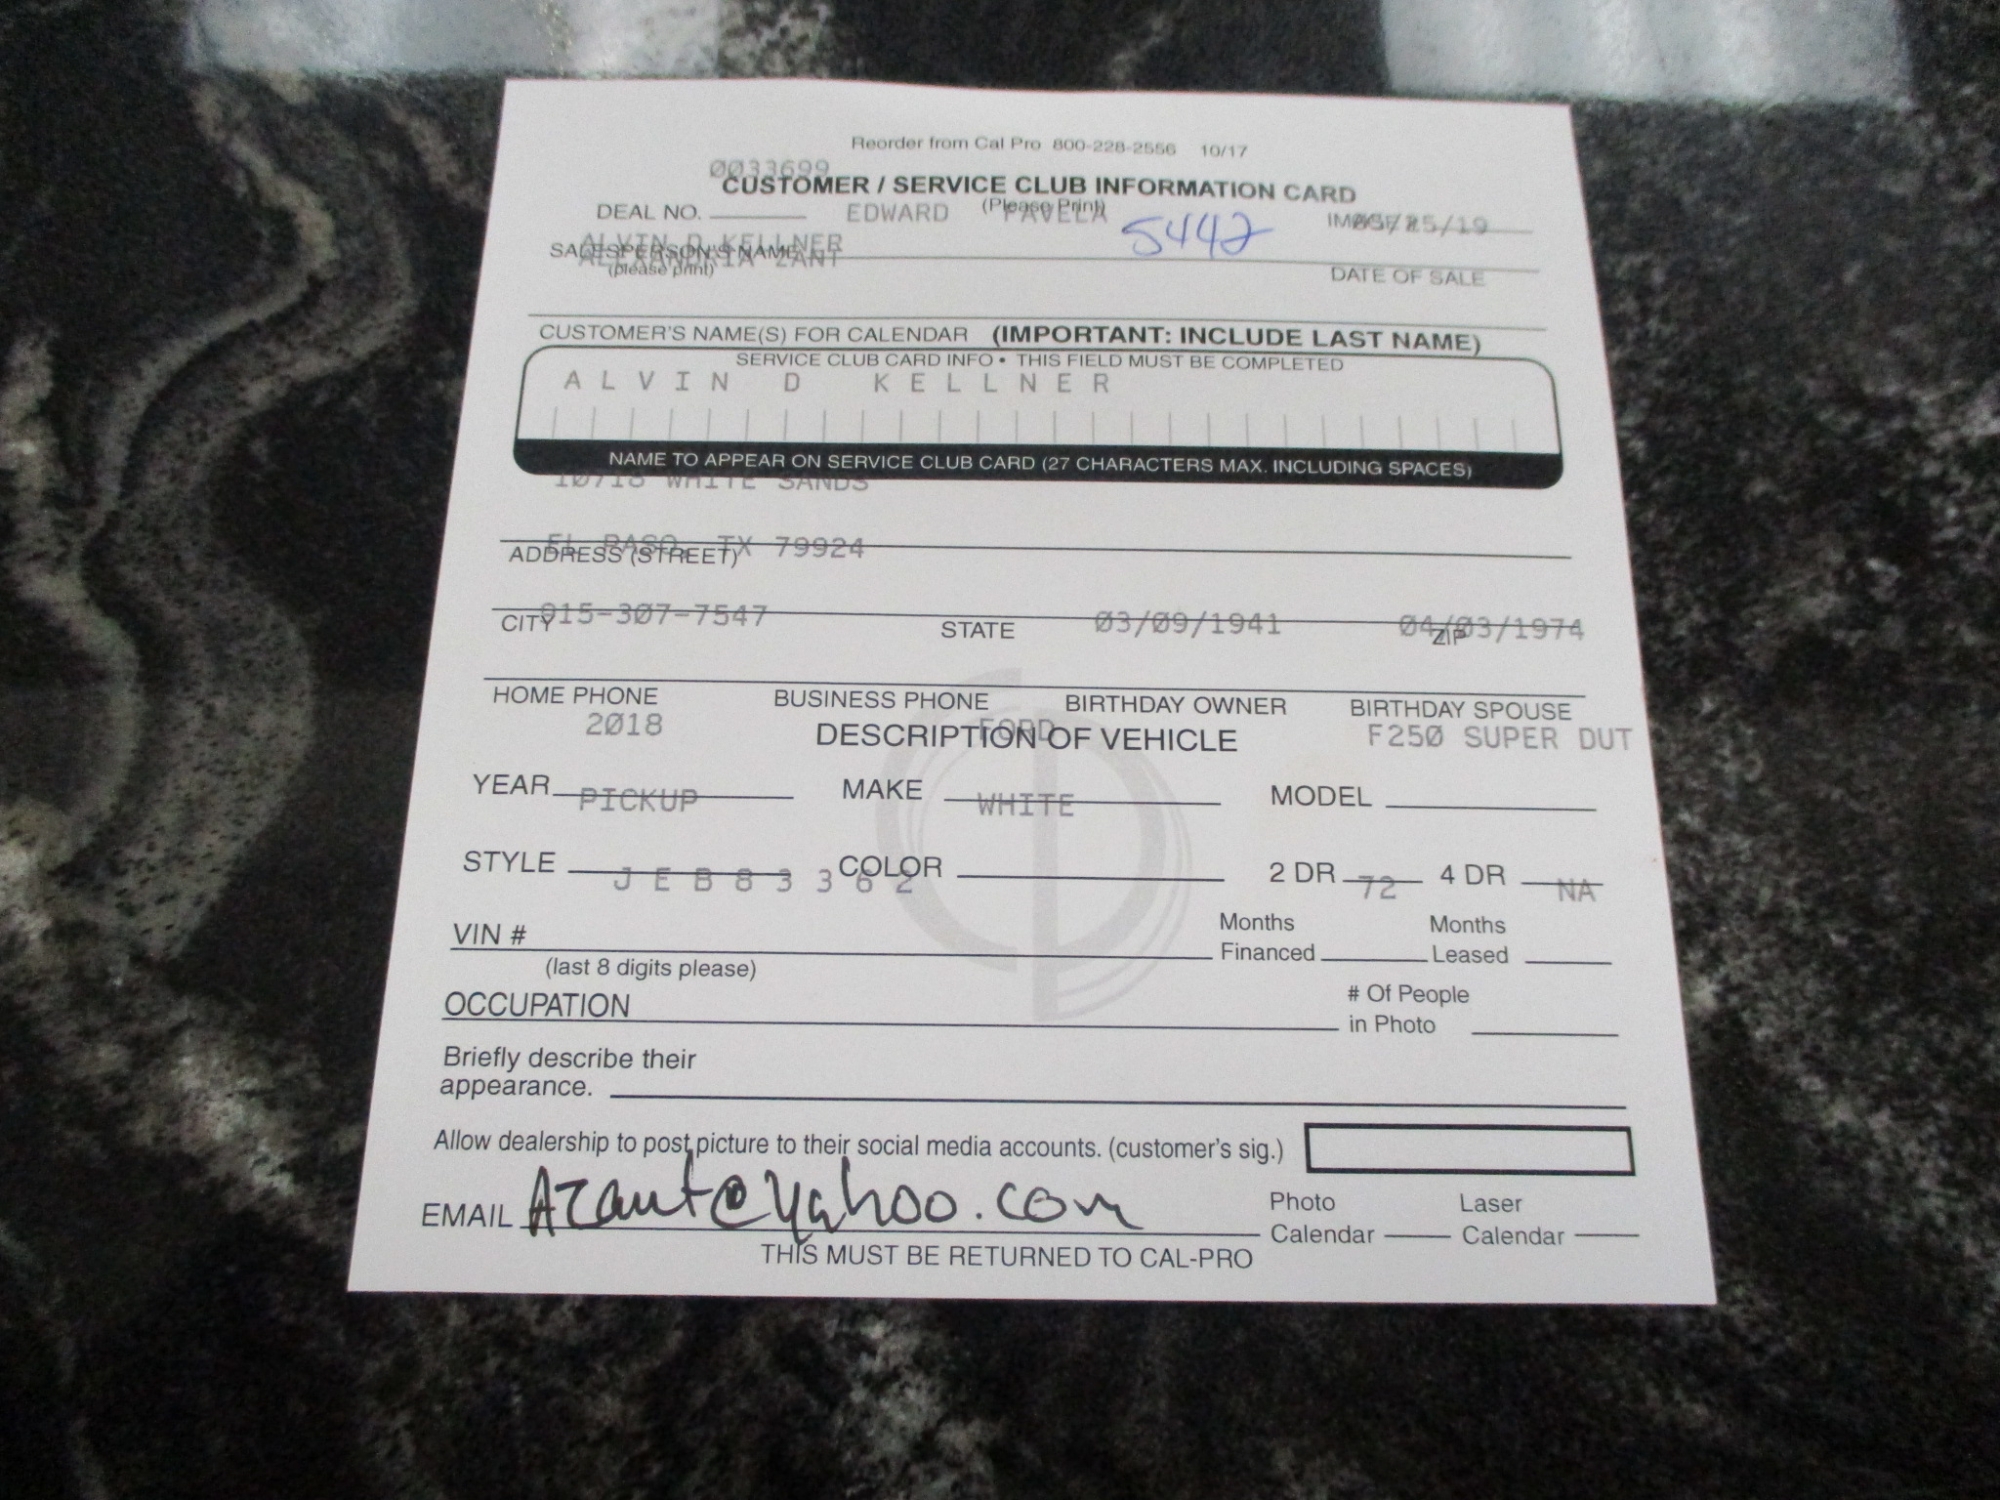 Reorder from Cal Pro 800-228-2556 10/17
0033699
CUSTOMER / SERVICE CLUB INFORMATION CARD
(Please Print)
DEAL NO. EDWARD PAVELA 5442 /25/19
ALVIN D KELLNER
SALESPERSON'S NAME
ALEXANDRIA ZANT
(please print) DATE OF SALE
CUSTOMER'S NAME(S) FOR CALENDAR (IMPORTANT: INCLUDE LAST NAME)
SERVICE CLUB CARD INFO • THIS FIELD MUST BE COMPLETED
ALVIN D KELLNER
NAME TO APPEAR ON SERVICE CLUB CARD (27 CHARACTERS MAX. INCLUDING SPACES)
10718 WHITE SANDS
EL PASO, TX 79924
ADDRESS (STREET)
915-307-7547 03/09/1941 04/03/1974
CITY STATE ZIP
HOME PHONE BUSINESS PHONE BIRTHDAY OWNER BIRTHDAY SPOUSE
2018 FORD F250 SUPER DUT
DESCRIPTION OF VEHICLE
YEAR MAKE MODEL
PICKUP WHITE
STYLE COLOR 2 DR 4 DR
JEB83362 72 NA
VIN # Months Financed Months Leased
(last 8 digits please)
OCCUPATION # Of People in Photo
Briefly describe their
appearance.
Allow dealership to post picture to their social media accounts. (customer's sig.)
EMAIL Azant@yahoo.com Photo Calendar Laser Calendar
THIS MUST BE RETURNED TO CAL-PRO